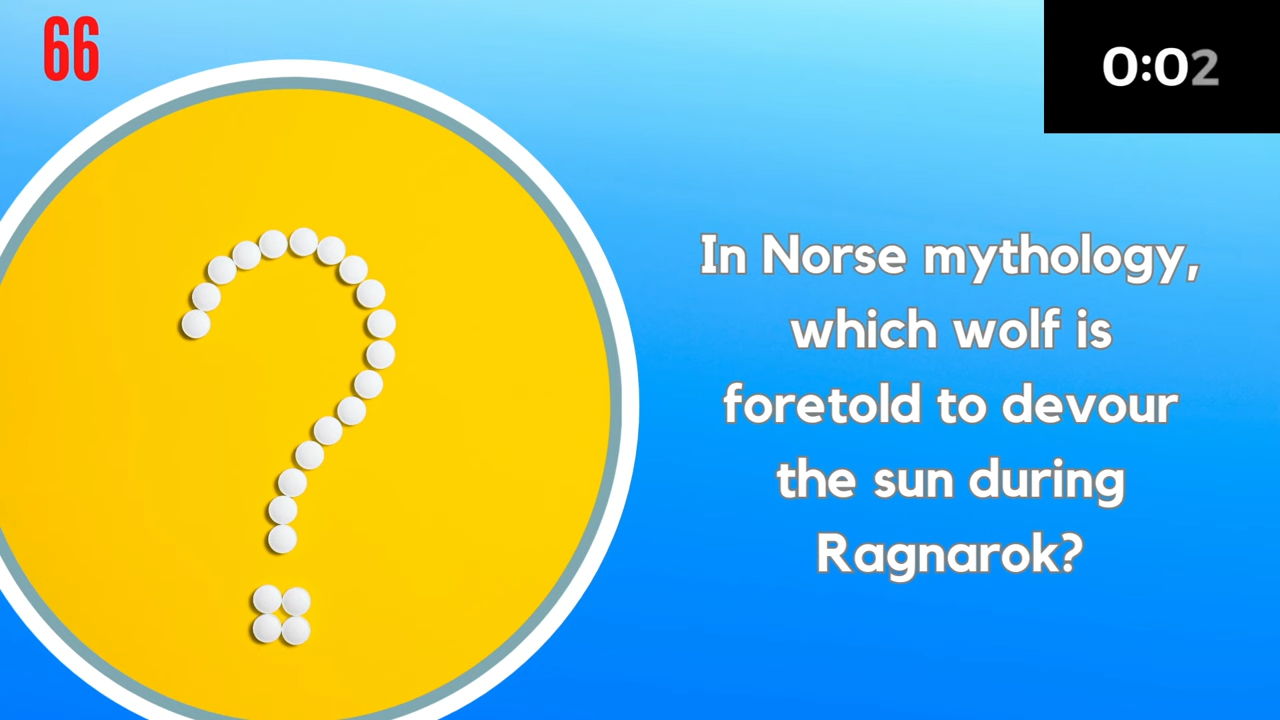 66
0:02
In Norse mythology,
which wolf is
foretold to devour
the sun during
Ragnarok?